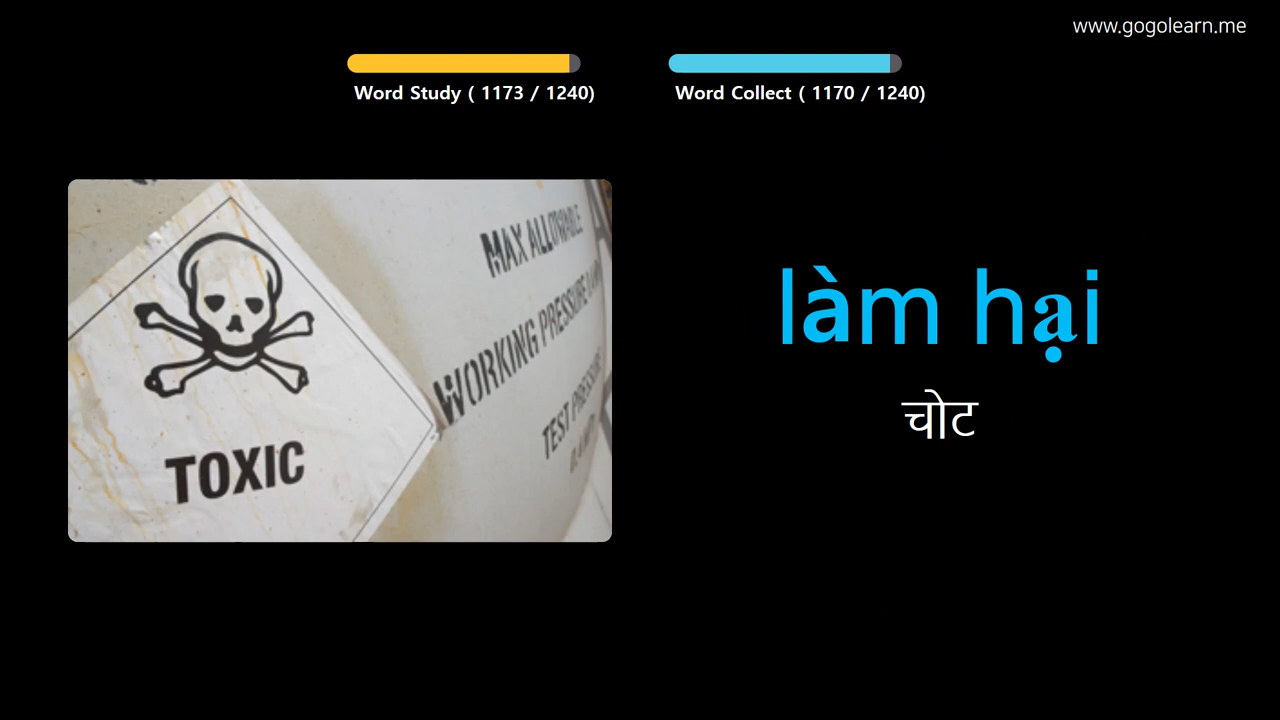 www.gogolearn.me
Word Study ( 1173 / 1240)
Word Collect ( 1170 / 1240)
TOXIC
MAX ALLOWABLE
WORKING PRESSURE
TEST PRESSURE
làm hại
चोट